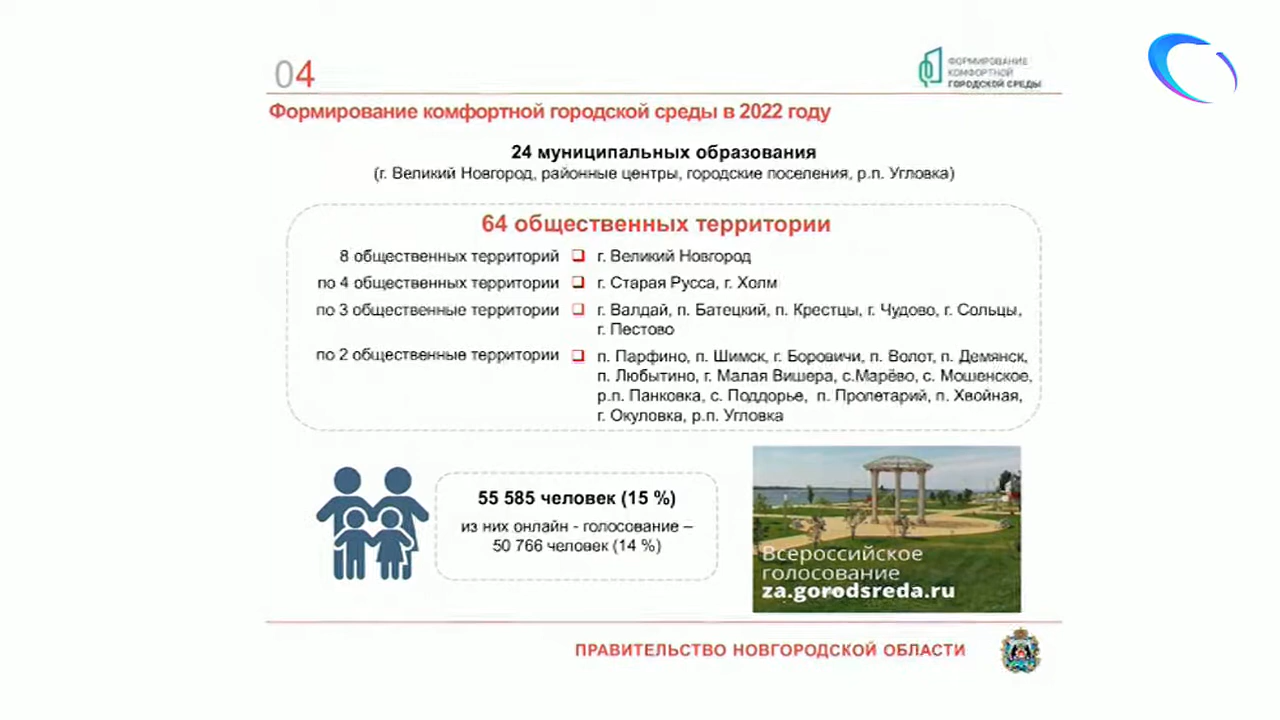 04
ФОРМИРОВАНИЕ
КОМФОРТНОЙ
ГОРОДСКОЙ СРЕДЫ
Формирование комфортной городской среды в 2022 году
24 муниципальных образования
(г. Великий Новгород, районные центры, городские поселения, р.п. Угловка)
64 общественных территории
8 общественных территорий г. Великий Новгород
по 4 общественных территории г. Старая Русса, г. Холм
по 3 общественные территории г. Валдай, п. Батецкий, п. Крестцы, г. Чудово, г. Сольцы,
г. Пестово
по 2 общественные территории п. Парфино, п. Шимск, г. Боровичи, п. Волот, п. Демянск,
п. Любытино, г. Малая Вишера, с.Марёво, с. Мошенское,
р.п. Панковка, с. Поддорье, п. Пролетарий, п. Хвойная,
г. Окуловка, р.п. Угловка
55 585 человек (15 %)
из них онлайн - голосование –
50 766 человек (14 %)
Всероссийское
голосование
za.gorodsreda.ru
ПРАВИТЕЛЬСТВО НОВГОРОДСКОЙ ОБЛАСТИ